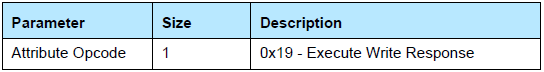 Parameter Size Description
Attribute Opcode 1 0x19 - Execute Write Response